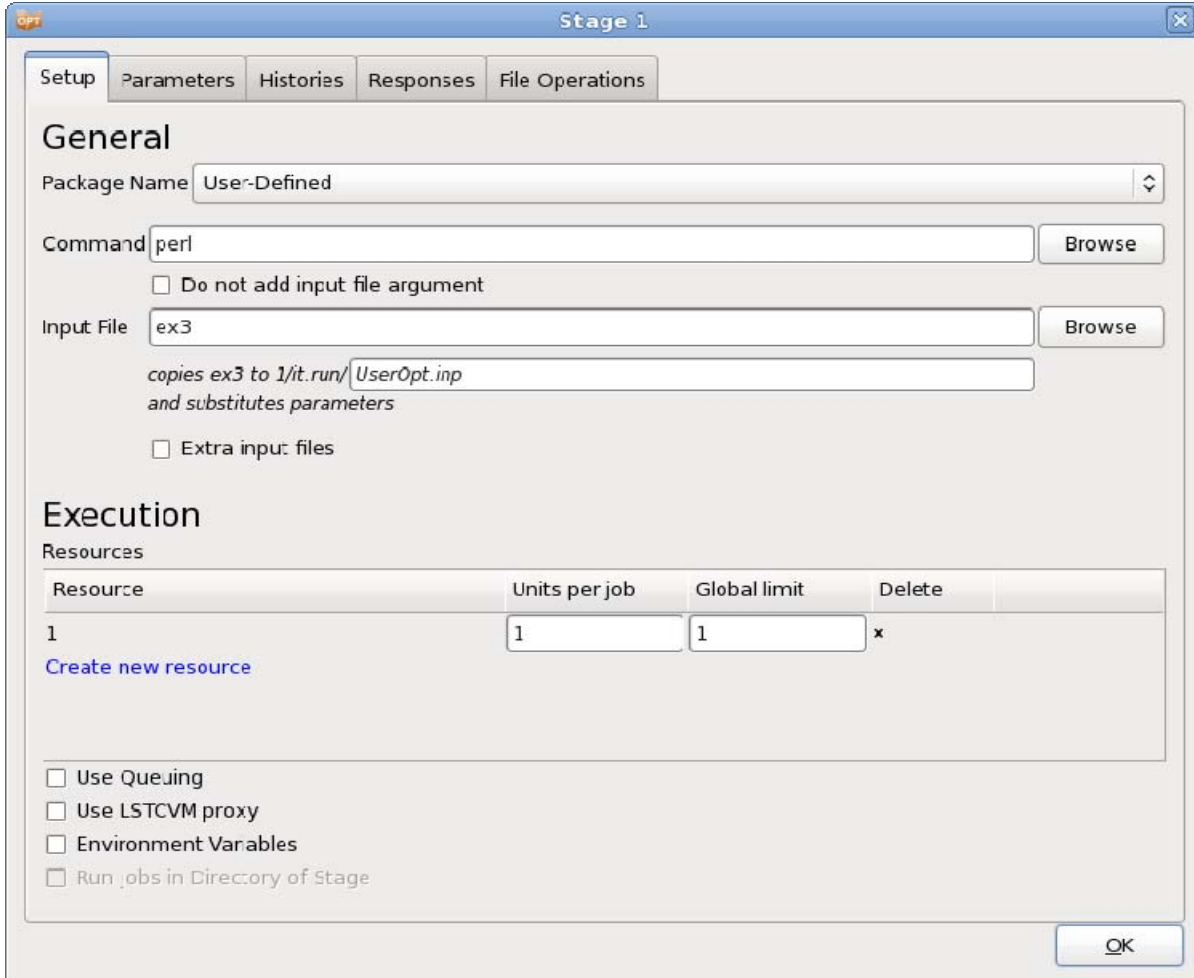 OPT
Stage 1
Setup Parameters Histories Responses File Operations
General
Package Name User-Defined
Command perl Browse
Do not add input file argument
Input File ex3 Browse
copies ex3 to 1/it.run/ UserOpt.inp
and substitutes parameters
Extra input files
Execution
Resources
Resource Units per job Global limit Delete
1 1 1 x
Create new resource
Use Queuing
Use LSTCVM proxy
Environment Variables
Run jobs in Directory of Stage
OK